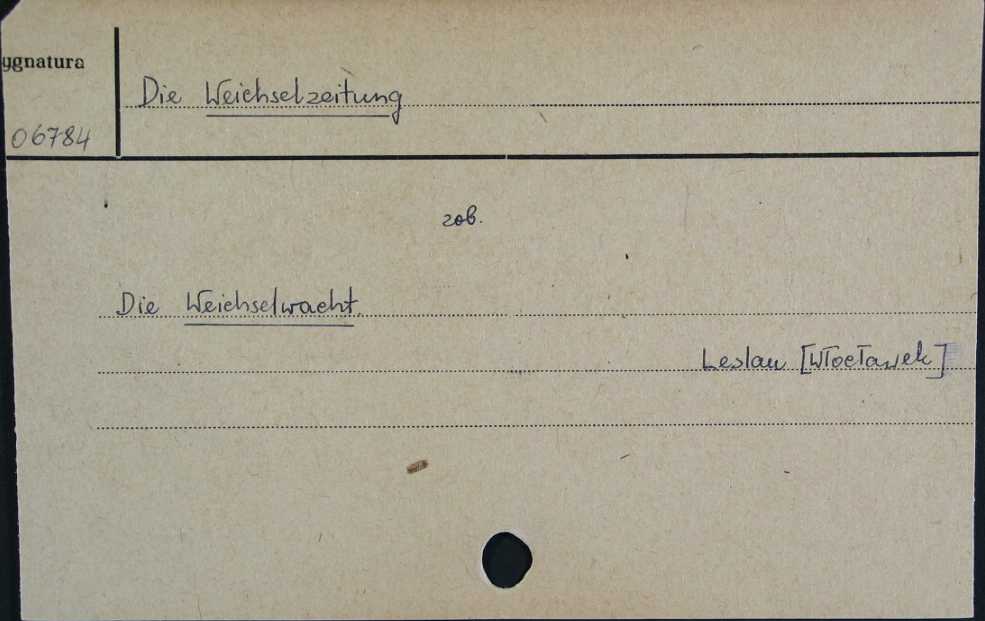 ygnatura
Die Weichselzeitung
06784
zob.
Die Weichselwacht
Leslau [Włocławek]